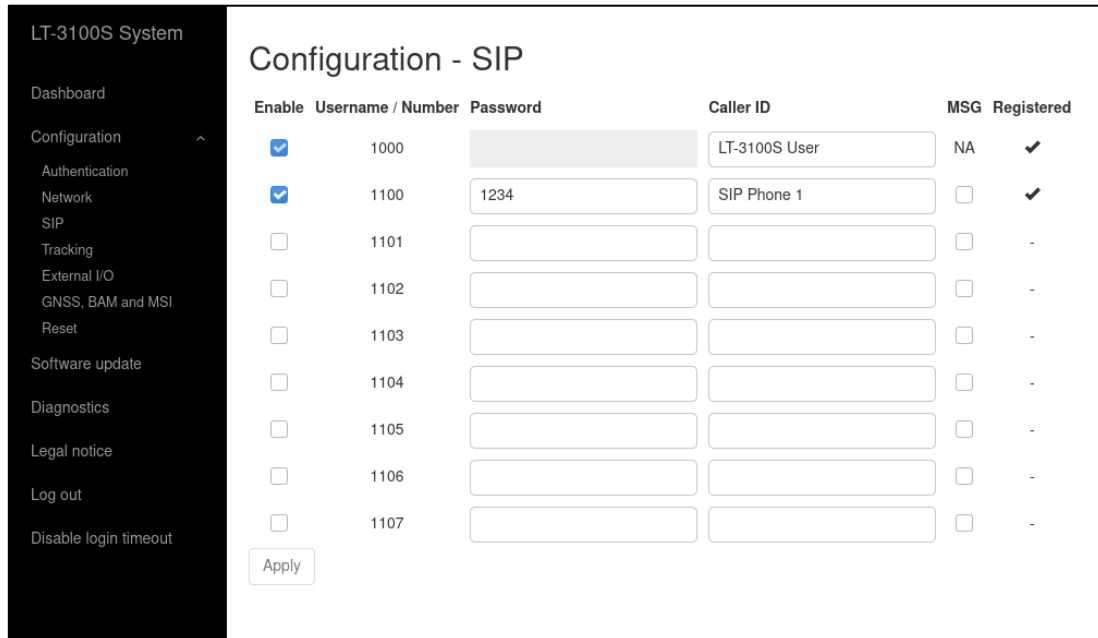 LT-3100S System
Dashboard
Configuration
Authentication
Network
SIP
Tracking
External I/O
GNSS, BAM and MSI
Reset
Software update
Diagnostics
Legal notice
Log out
Disable login timeout
Configuration - SIP
Enable Username / Number Password Caller ID MSG Registered
1000 LT-3100S User NA
1100 1234 SIP Phone 1
1101 -
1102 -
1103 -
1104 -
1105 -
1106 -
1107 -
Apply